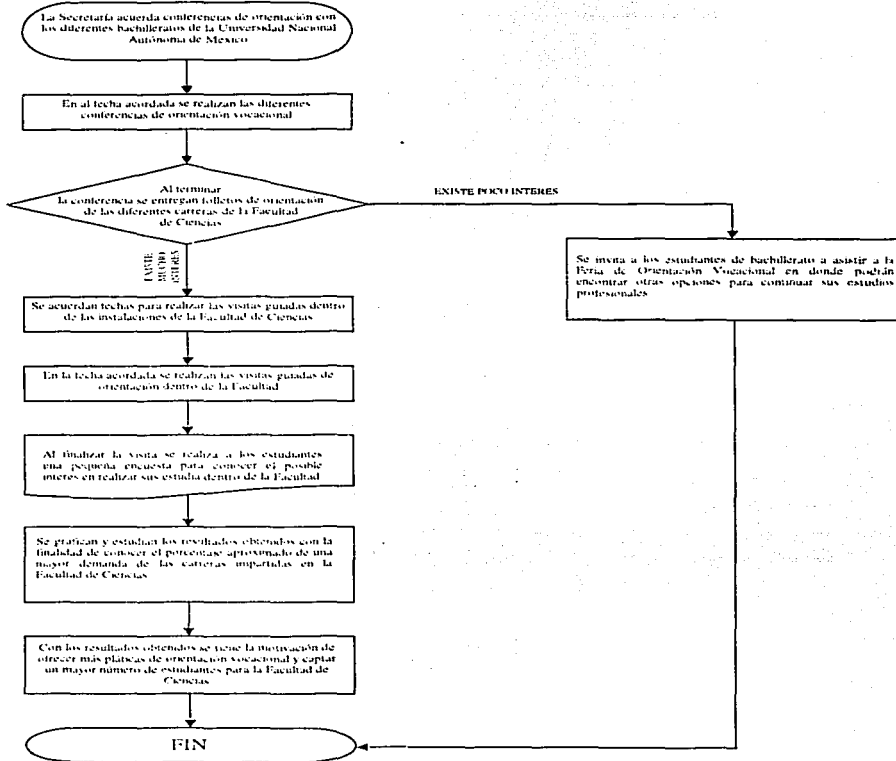 La Secretaría acuerda conferencias de orientación con
los diferentes bachilleratos de la Universidad Nacional
Autónoma de México
En al fecha acordada se realizan las diferentes
conferencias de orientación vocacional
Al terminar
la conferencia se entregan folletos de orientación
de las diferentes carreras de la Facultad
de Ciencias
EXISTE POCO INTERES
EXISTE
MUCHO
INTERES
Se invita a los estudiantes de bachillerato a asistir a la
Feria de Orientación Vocacional en donde podrán
encontrar otras opciones para continuar sus estudios
profesionales
Se acuerdan fechas para realizar las visitas guiadas dentro
de las instalaciones de la Facultad de Ciencias
En la fecha acordada se realizan las visitas guiadas de
orientación dentro de la Facultad
Al finalizar la visita se realiza a los estudiantes
una pequeña encuesta para conocer el posible
interes en realizar sus estudia dentro de la Facultad
Se grafican y estudian los resultados obtenidos con la
finalidad de conocer el porcentase aproximado de una
mayor demanda de las carreras impartidas en la
Facultad de Ciencias
Con los resultados obtenidos se tiene la motivación de
ofrecer más pláticas de orientación vocacional y captar
un mayor número de estudiantes para la Facultad de
Ciencias
FIN